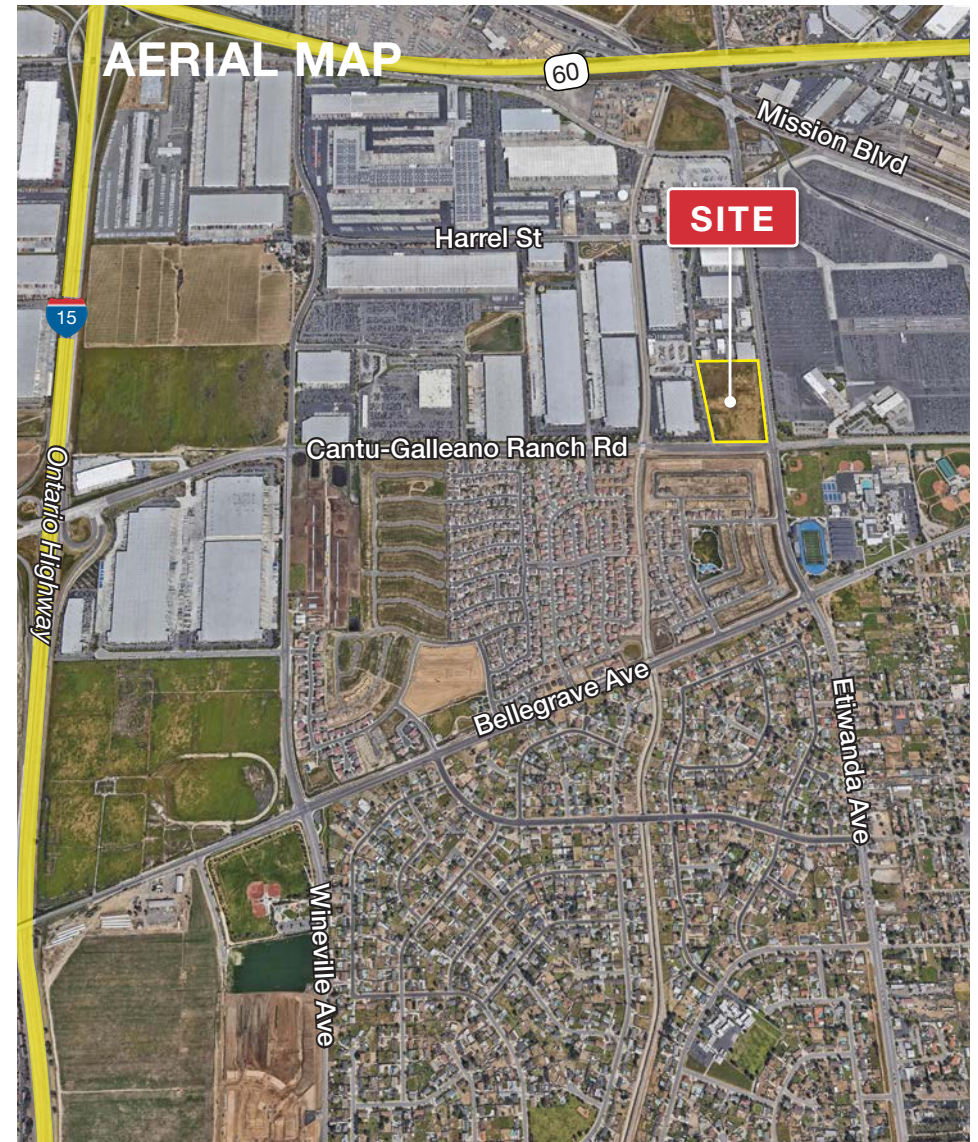 AERIAL MAP
60
Mission Blvd
SITE
Harrel St
15
Cantu-Galleano Ranch Rd
Ontario Highway
Bellegrave Ave
Etiwanda Ave
Wineville Ave